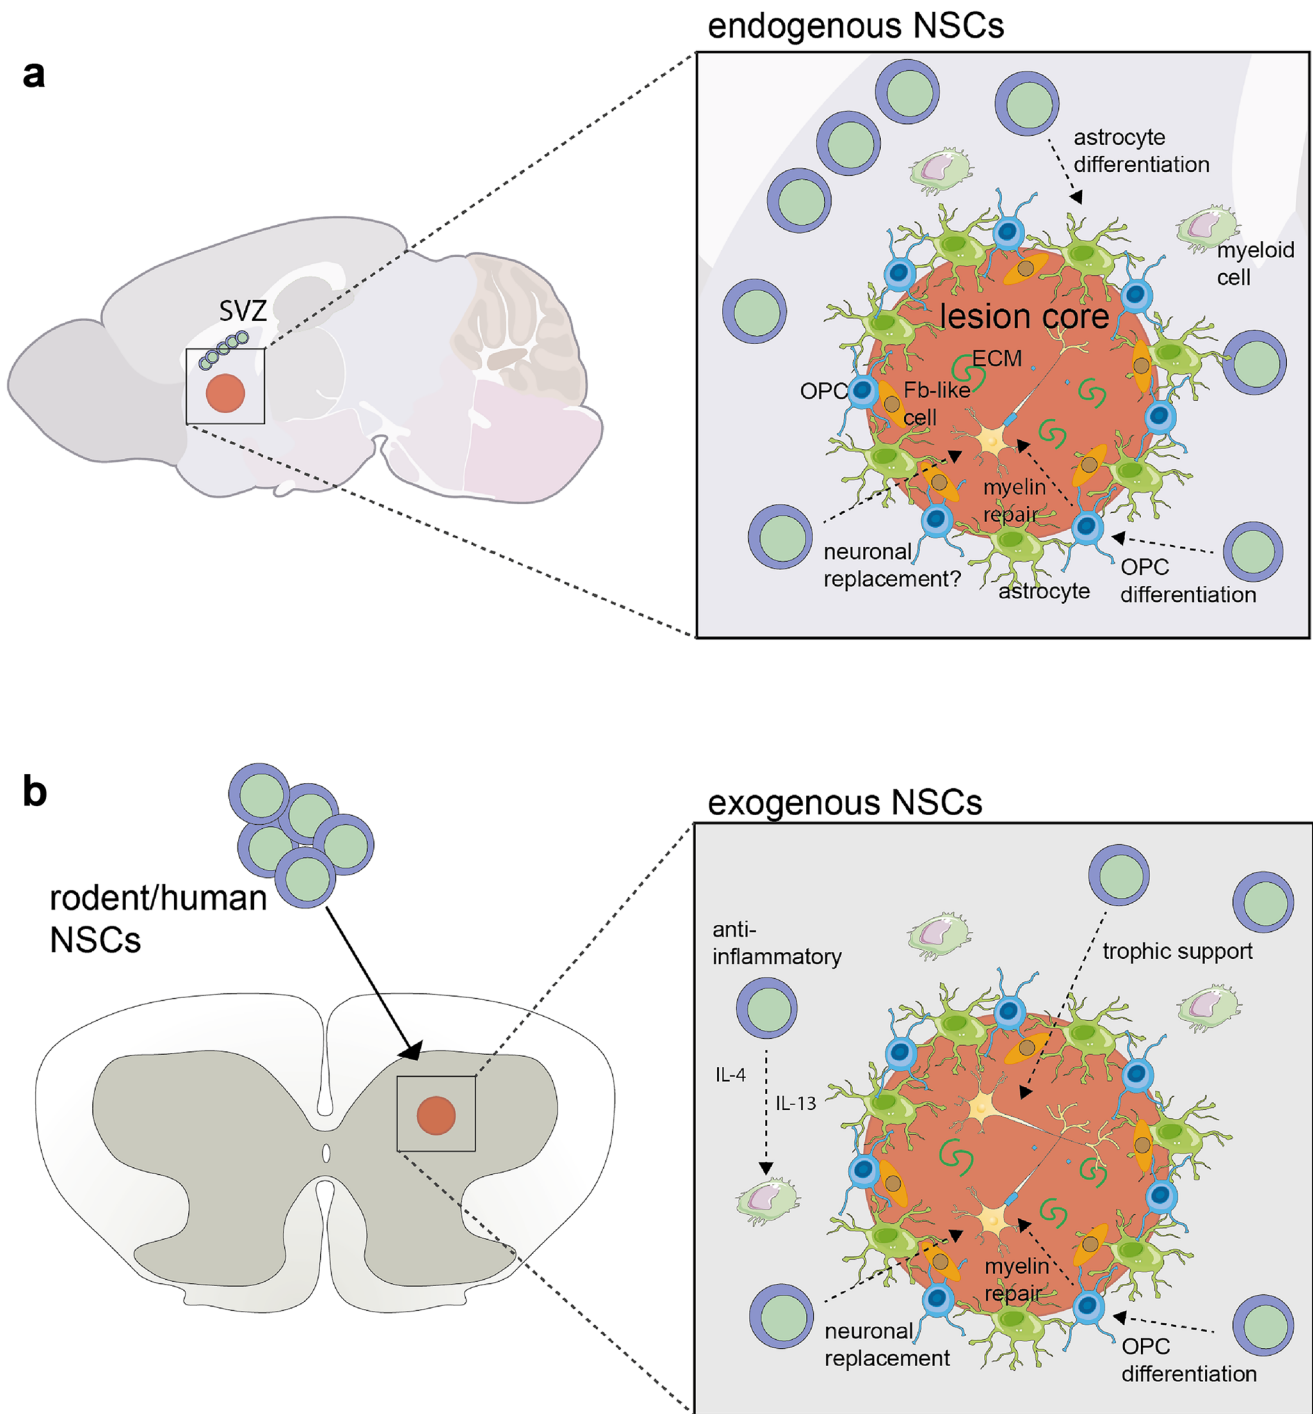 endogenous NSCs
a
astrocyte
differentiation
myeloid
cell
SVZ
lesion core
ECM
OPC
Fb-like
cell
myelin
repair
neuronal
replacement?
OPC
differentiation
astrocyte
b
exogenous NSCs
rodent/human
NSCs
anti-
inflammatory
trophic support
IL-4
IL-13
myelin
repair
neuronal
replacement
OPC
differentiation